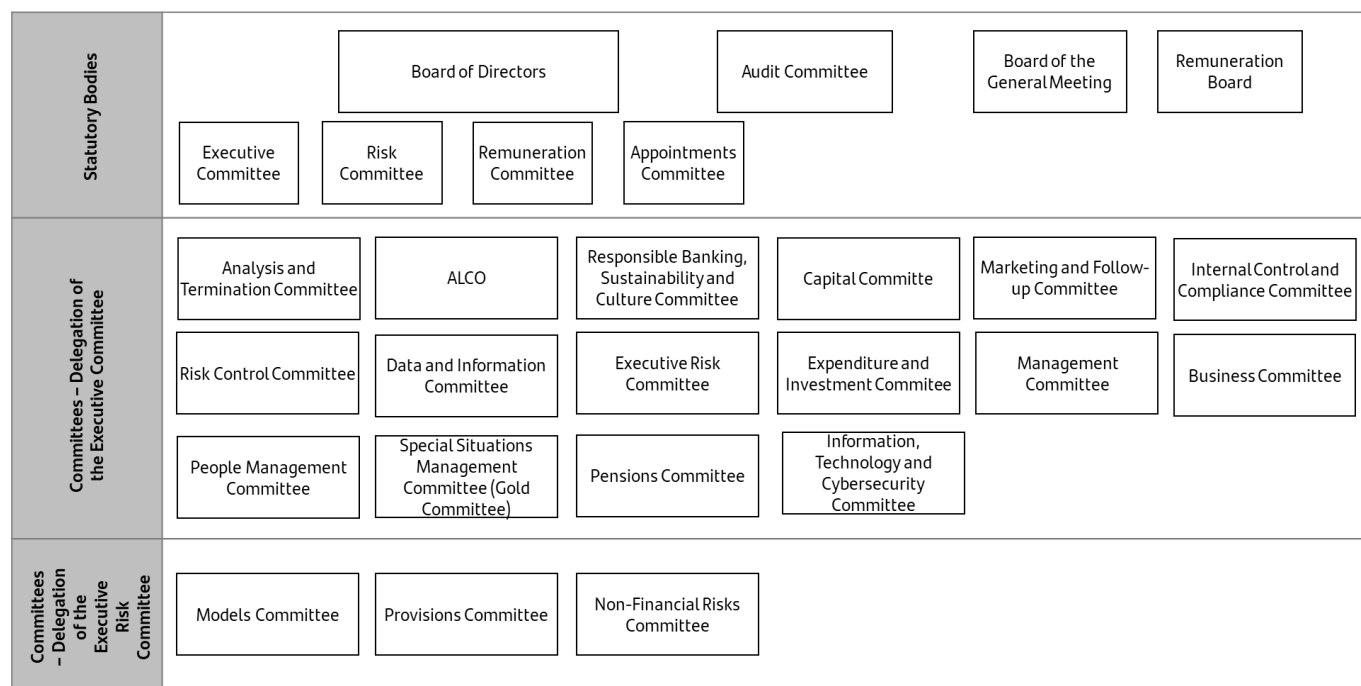 Statutory Bodies
Board of Directors
Audit Committee
Board of the
General Meeting
Remuneration
Board
Executive
Committee
Risk
Committee
Remuneration
Committee
Appointments
Committee
Committees – Delegation of
the Executive Committee
Analysis and
Termination Committee
ALCO
Responsible Banking,
Sustainability and
Culture Committee
Capital Committe
Marketing and Follow-
up Committee
Internal Control and
Compliance Committee
Risk Control Committee
Data and Information
Committee
Executive Risk
Committee
Expenditure and
Investment Commitee
Management
Committee
Business Committee
People Management
Committee
Special Situations
Management
Committee (Gold
Committee)
Pensions Committee
Information,
Technology and
Cybersecurity
Committee
Committees
– Delegation
of the
Executive
Risk
Committee
Models Committee
Provisions Committee
Non-Financial Risks
Committee